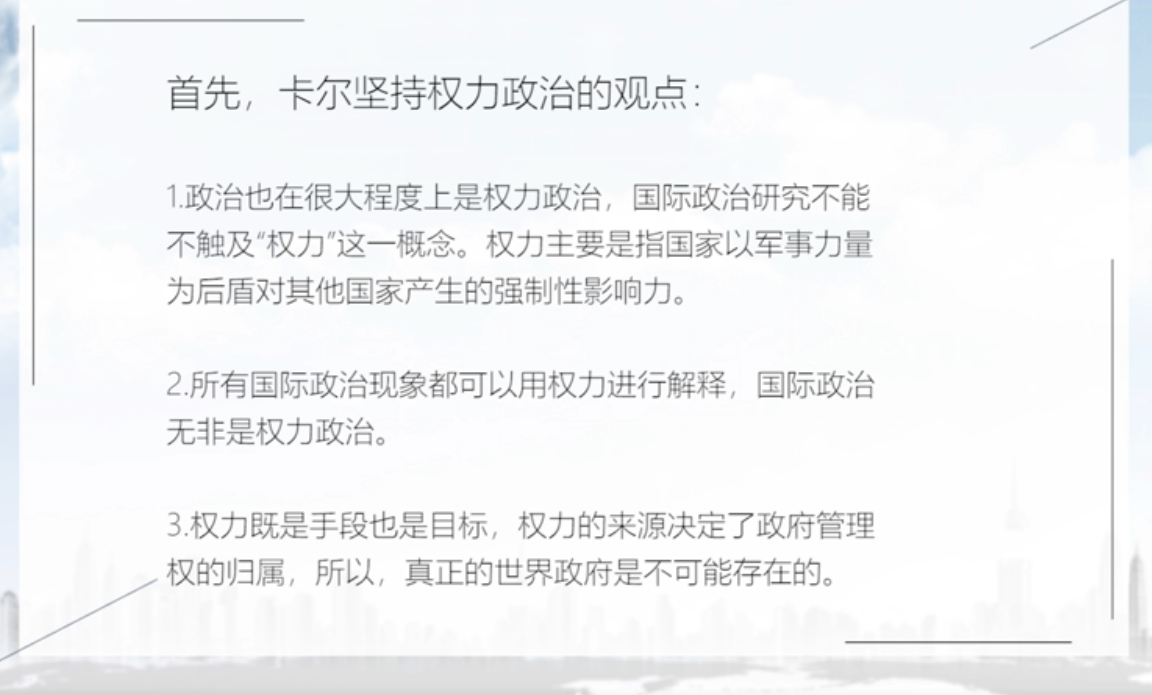 首先，卡尔坚持权力政治的观点：
1.政治也在很大程度上是权力政治，国际政治研究不能
不触及“权力”这一概念。权力主要是指国家以军事力量
为后盾对其他国家产生的强制性影响力。
2.所有国际政治现象都可以用权力进行解释，国际政治
无非是权力政治。
3.权力既是手段也是目标，权力的来源决定了政府管理
权的归属，所以，真正的世界政府是不可能存在的。